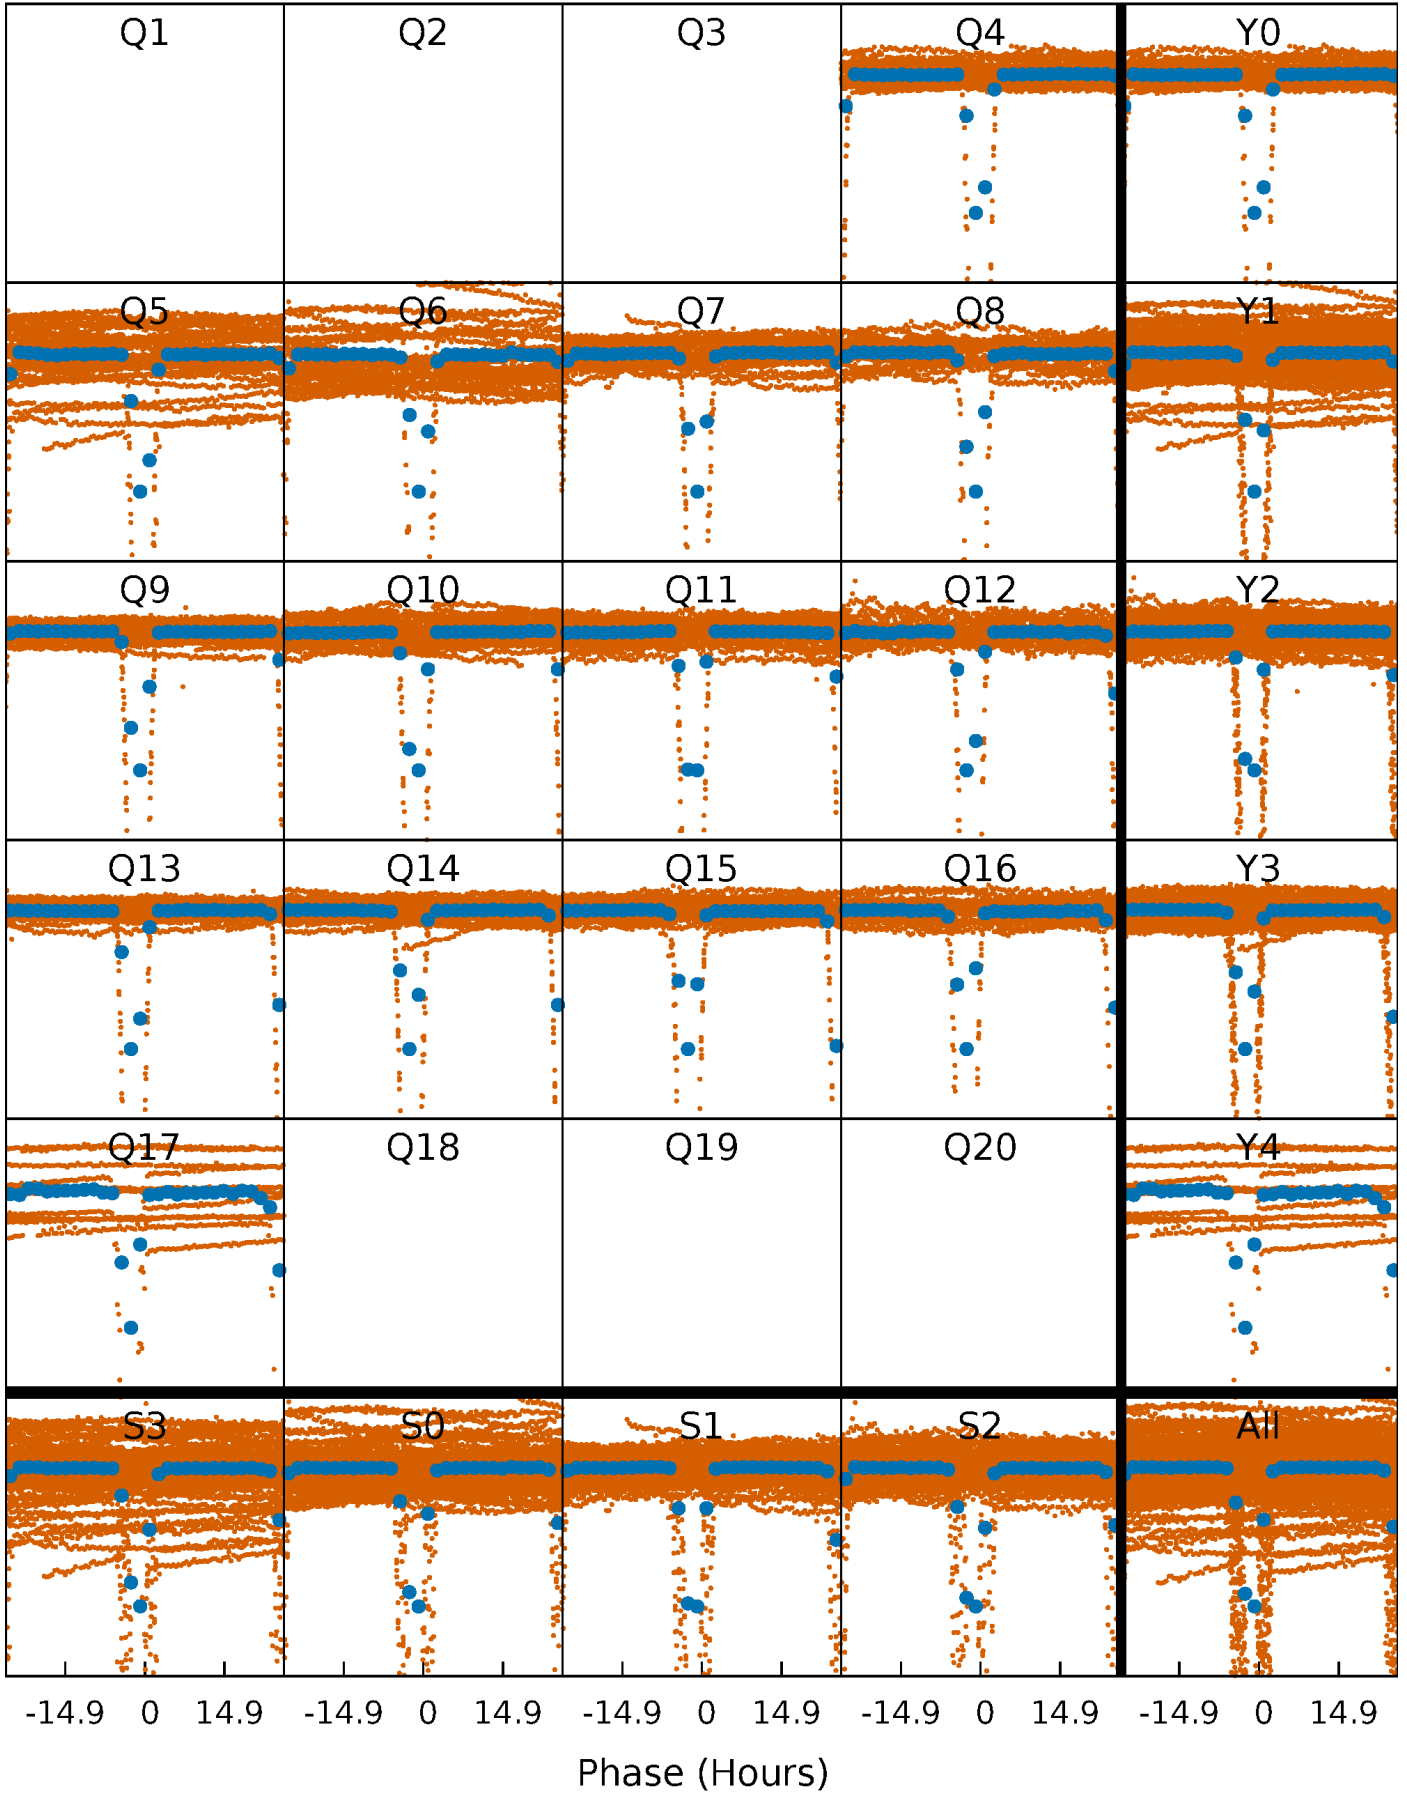 Q1 Q2 Q3 Q4 Y0
Q5 Q6 Q7 Q8 Y1
Q9 Q10 Q11 Q12 Y2
Q13 Q14 Q15 Q16 Y3
Q17 Q18 Q19 Q20 Y4
S3 S0 S1 S2 All
-14.9 0 14.9 -14.9 0 14.9 -14.9 0 14.9 -14.9 0 14.9 -14.9 0 14.9
Phase (Hours)